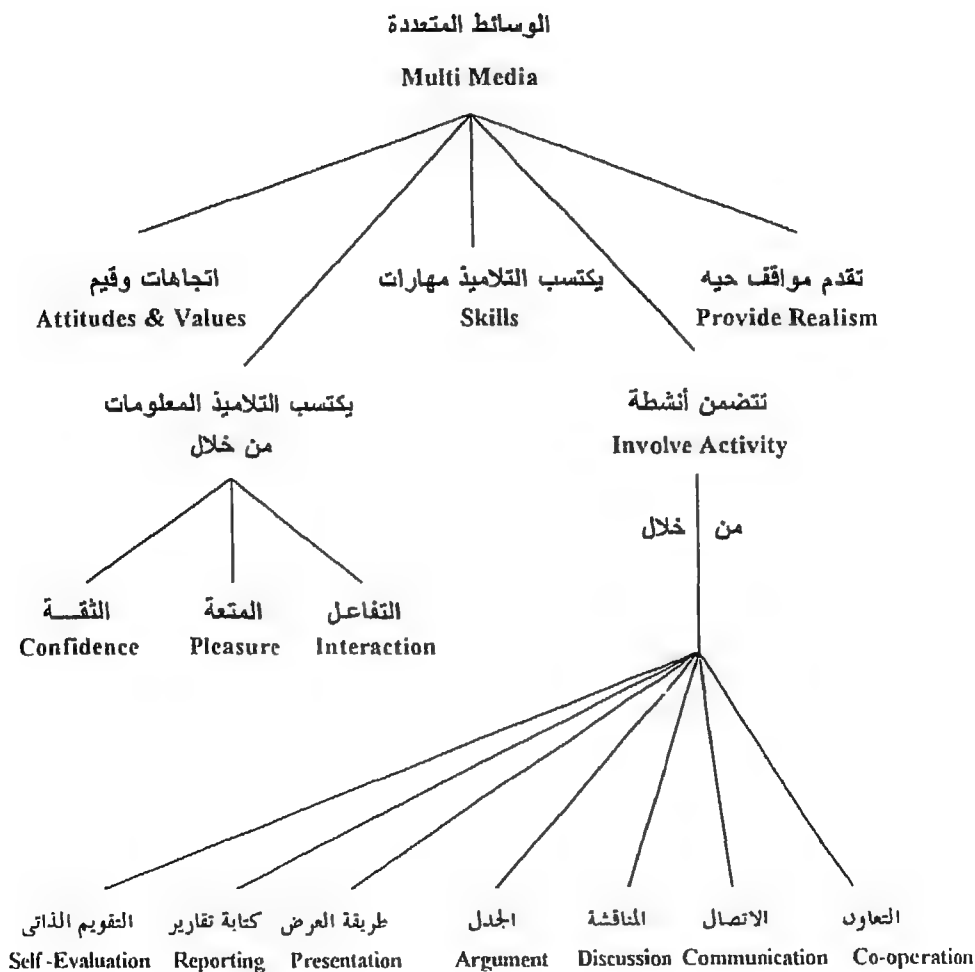 الوسائط المتعددة
Multi Media
تقدم مواقف حيه
Provide Realism
يكتسب التلاميذ مهارات
Skills
اتجاهات وقيم
Attitudes & Values
تتضمن أنشطة
Involve Activity
من خلال
يكتسب التلاميذ المعلومات
من خلال
التفاعل
Interaction
المتعة
Pleasure
الثقـــة
Confidence
التعاون
Co-operation
الاتصال
Communication
المناقشة
Discussion
الجدل
Argument
طريقة العرض
Presentation
كتابة تقارير
Reporting
التقويم الذاتى
Self-Evaluation